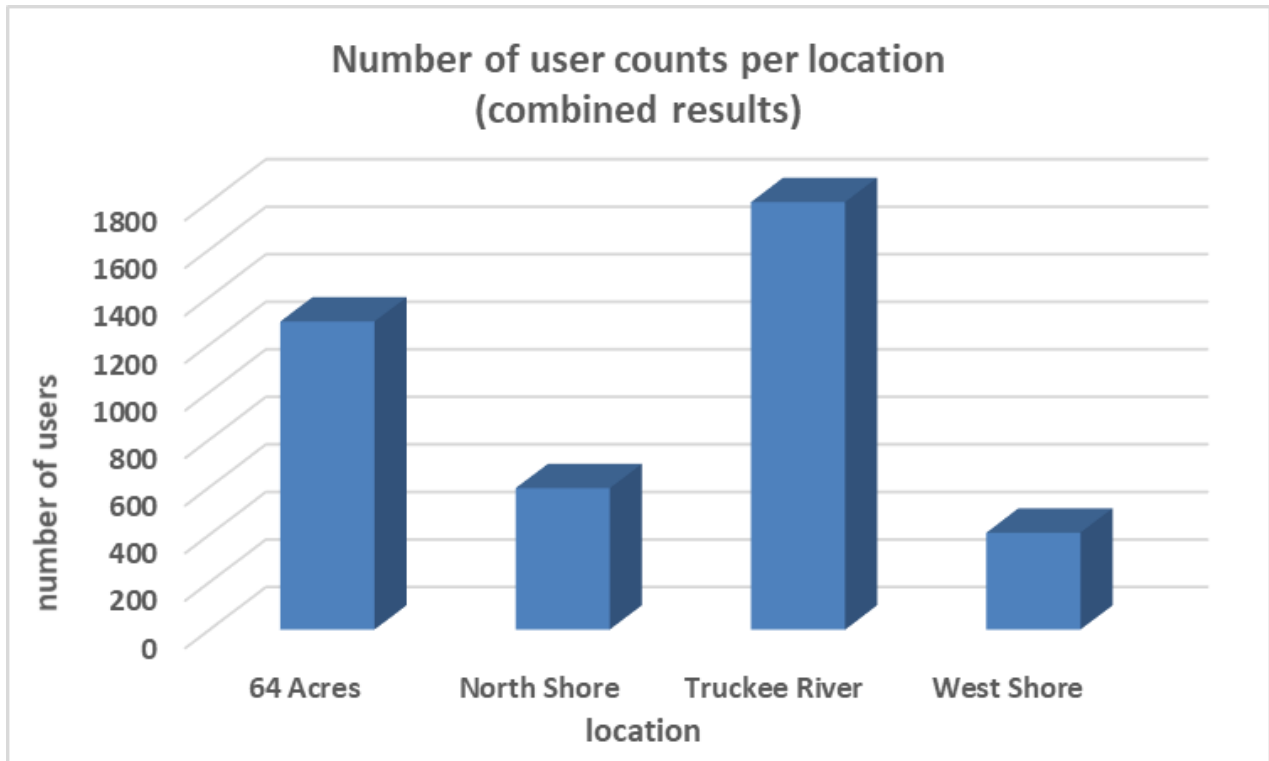 Number of user counts per location
(combined results)
1800
1600
1400
1200
1000
800
600
400
200
0
number of users
64 Acres North Shore Truckee River West Shore
location